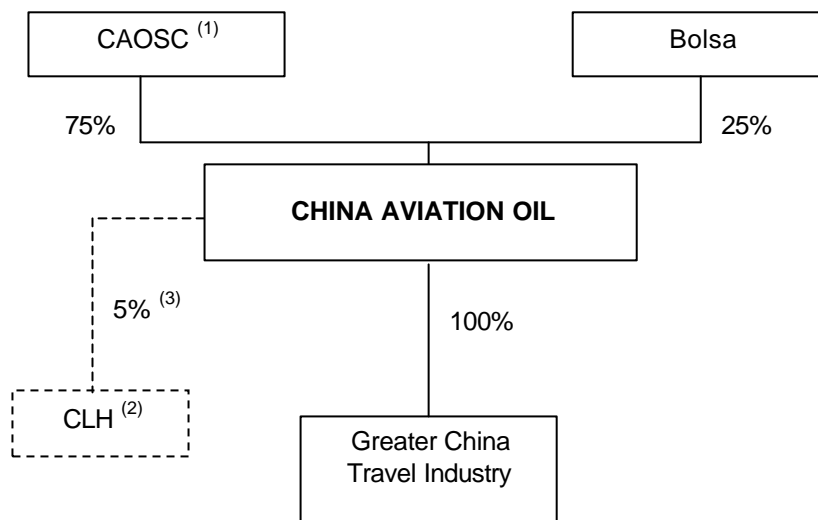 CAOSC (1)
Bolsa
75%
25%
CHINA AVIATION OIL
5% (3)
100%
CLH (2)
Greater China
Travel Industry